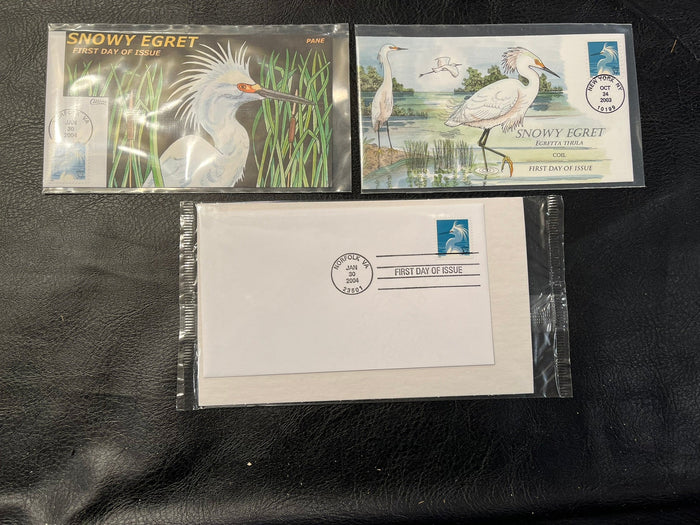 SNOWY EGRET
FIRST DAY OF ISSUE
PANE
JAN
30
2004
NEW YORK NY
OCT
24
2003
10199
SNOWY EGRET
EGRETTA THULA
COIL
FIRST DAY OF ISSUE
NORFOLK VA
JAN
30
2004
23501
FIRST DAY OF ISSUE